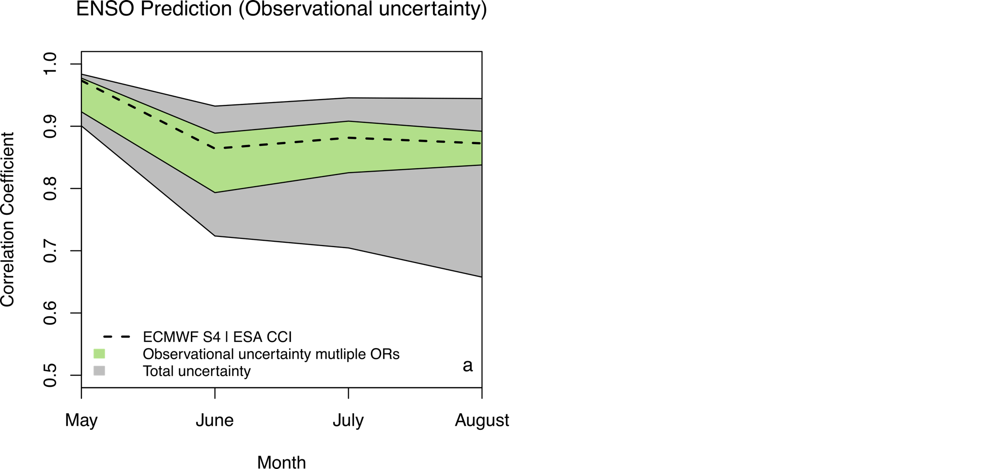 ENSO Prediction (Observational uncertainty)
Correlation Coefficient
1.0
0.9
0.8
0.7
0.6
0.5
ECMWF S4 | ESA CCI
Observational uncertainty mutliple ORs
Total uncertainty
a
May June July August
Month